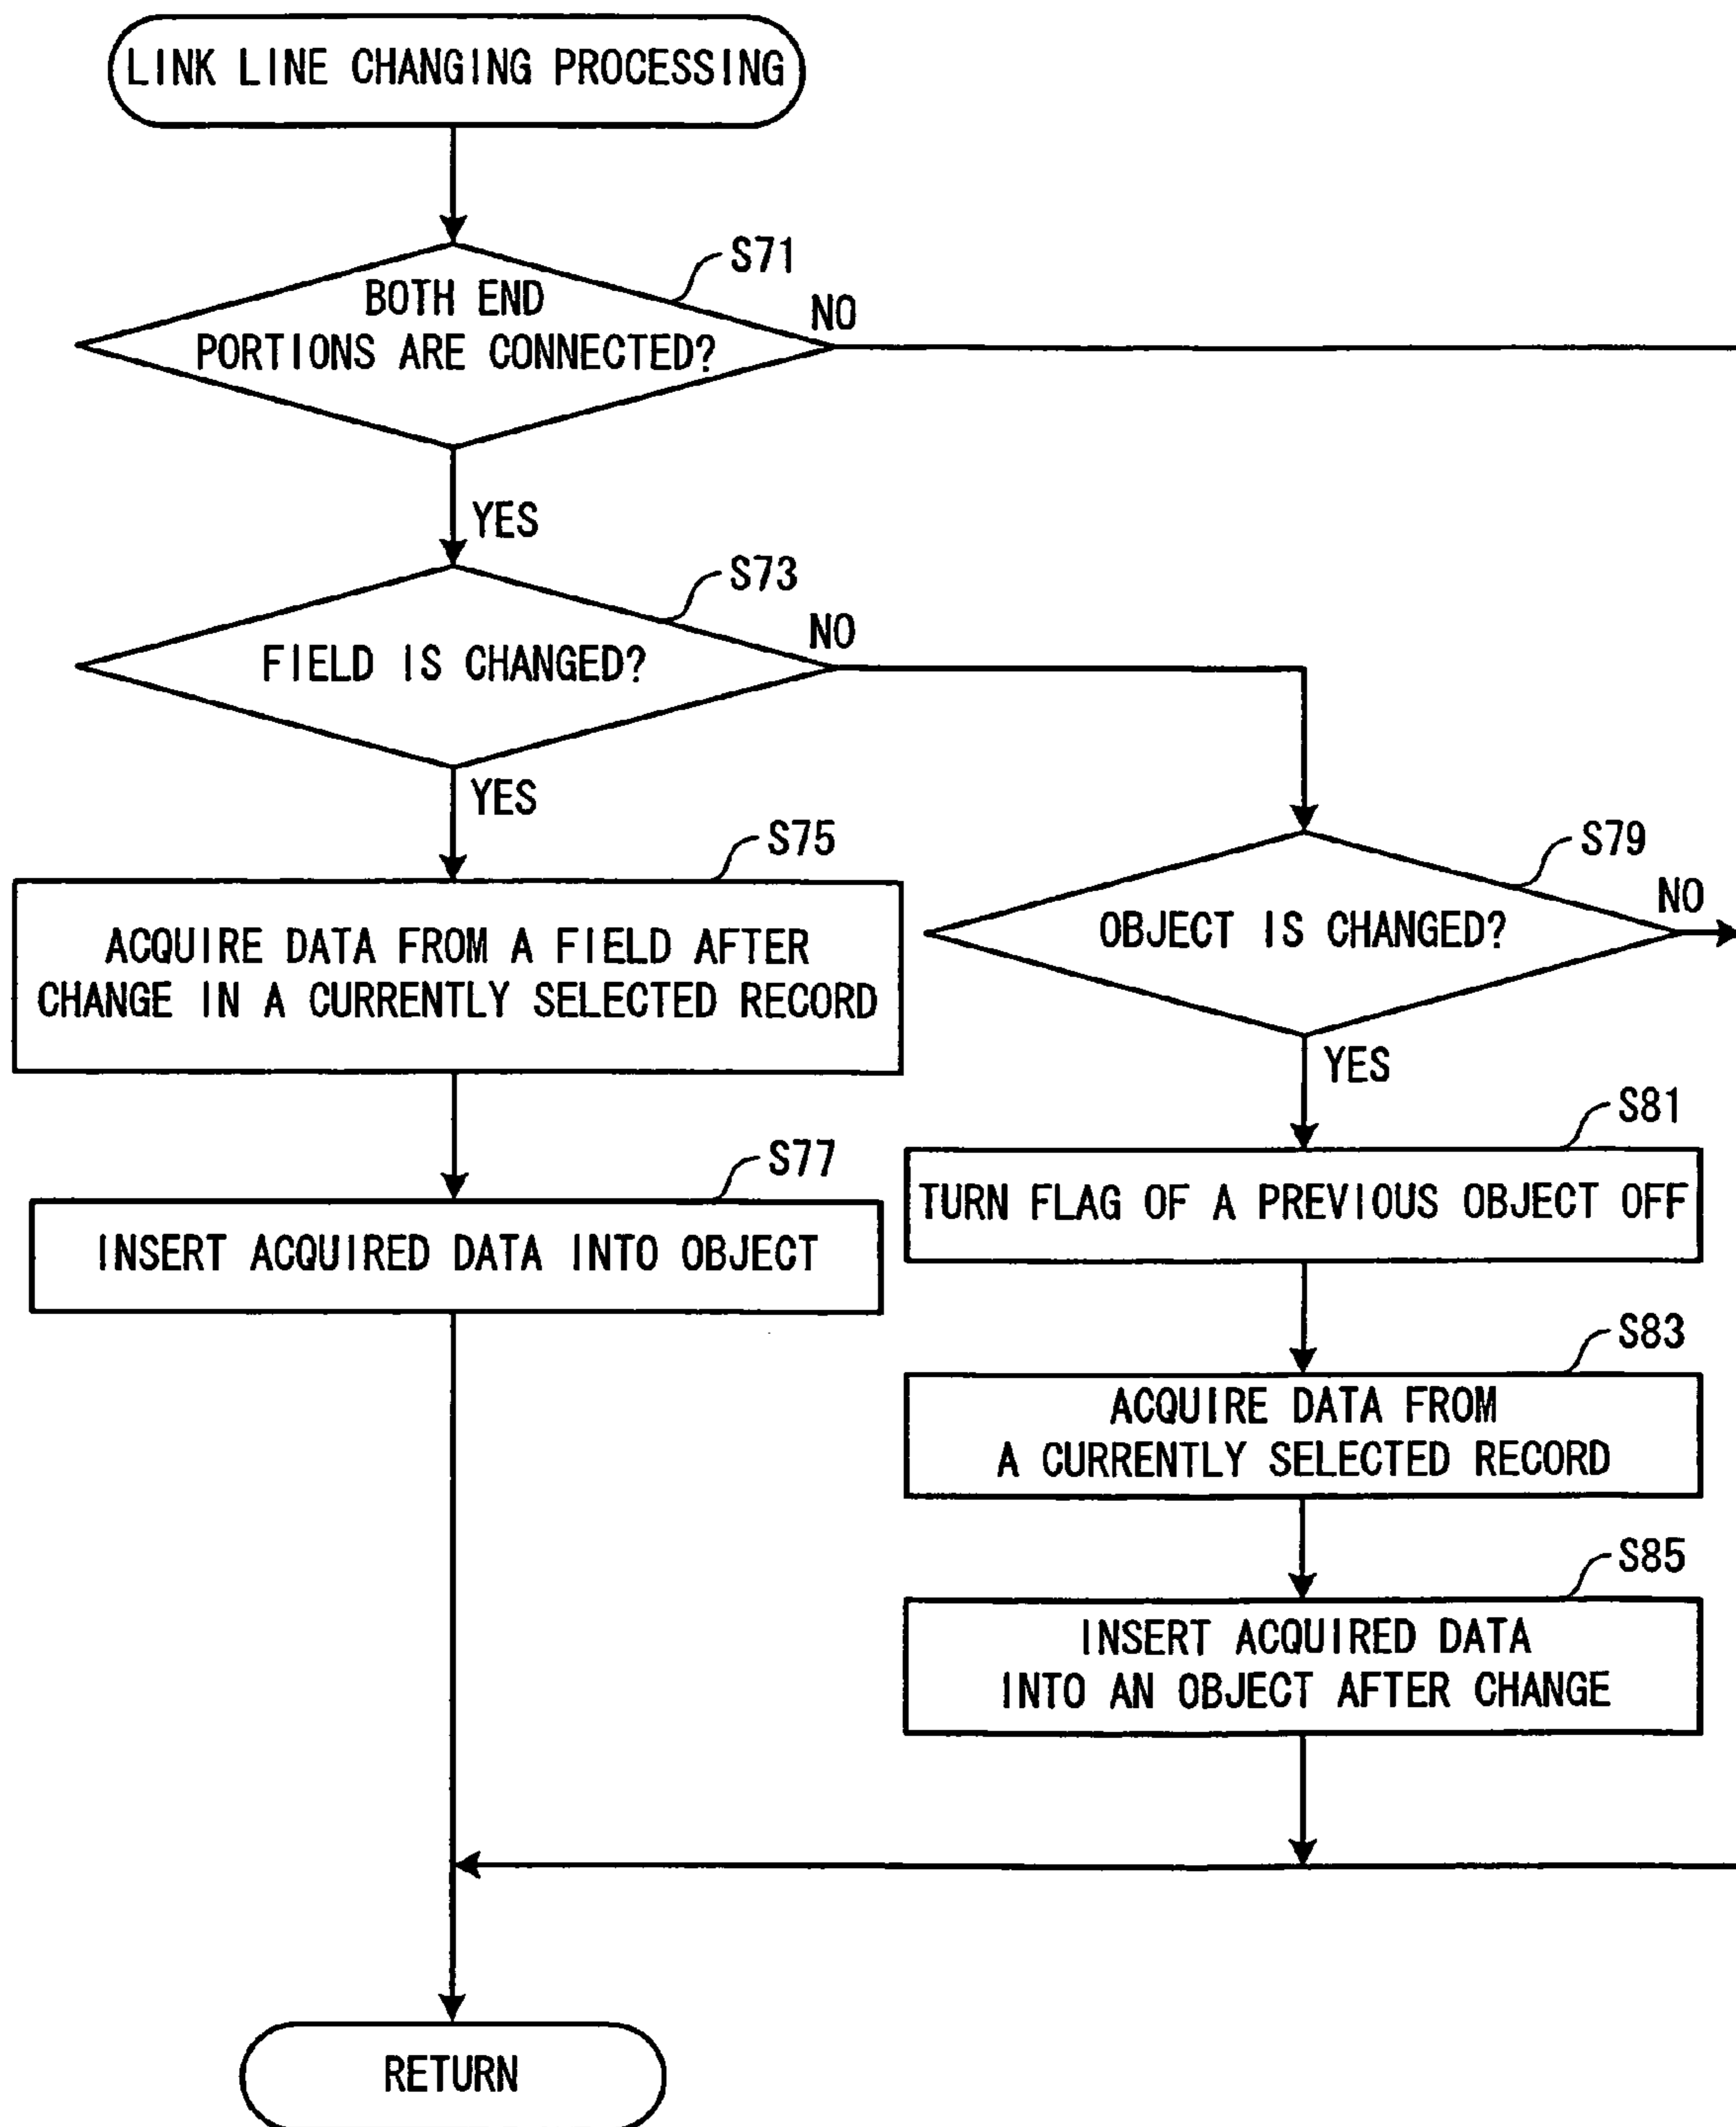 LINK LINE CHANGING PROCESSING
S71
BOTH END
PORTIONS ARE CONNECTED?
NO
YES
S73
FIELD IS CHANGED?
NO
YES
S75
ACQUIRE DATA FROM A FIELD AFTER
CHANGE IN A CURRENTLY SELECTED RECORD
S77
INSERT ACQUIRED DATA INTO OBJECT
S79
OBJECT IS CHANGED?
NO
YES
S81
TURN FLAG OF A PREVIOUS OBJECT OFF
S83
ACQUIRE DATA FROM
A CURRENTLY SELECTED RECORD
S85
INSERT ACQUIRED DATA
INTO AN OBJECT AFTER CHANGE
RETURN